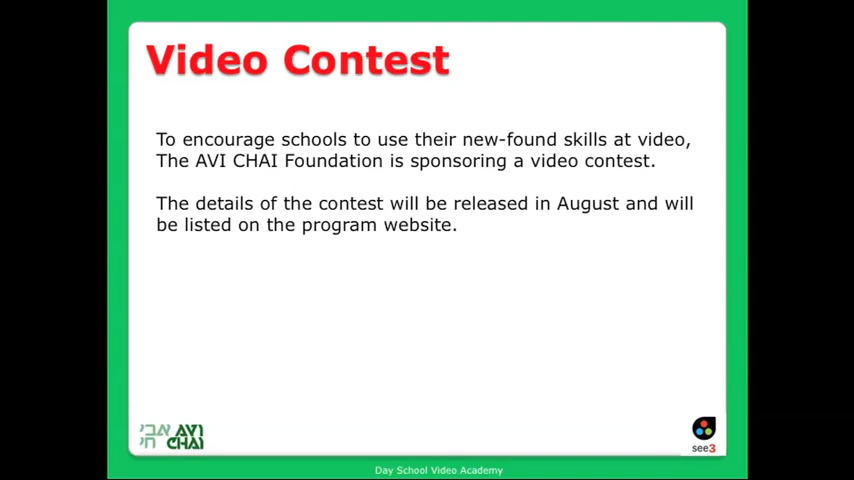 Video Contest
To encourage schools to use their new-found skills at video,
The AVI CHAI Foundation is sponsoring a video contest.
The details of the contest will be released in August and will
be listed on the program website.
אבי AVI
חי CHAI
see3
Day School Video Academy